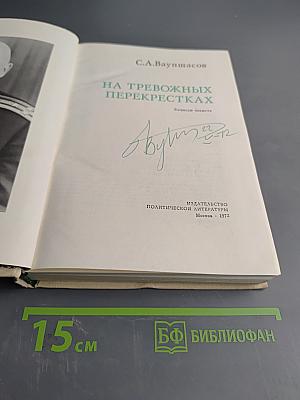 С.А.Ваупшасов
НА ТРЕВОЖНЫХ
ПЕРЕКРЕСТКАХ
Записки чекиста
ИЗДАТЕЛЬСТВО
ПОЛИТИЧЕСКОЙ ЛИТЕРАТУРЫ
Москва · 1972
15 см
БФ БИБЛИОФАН